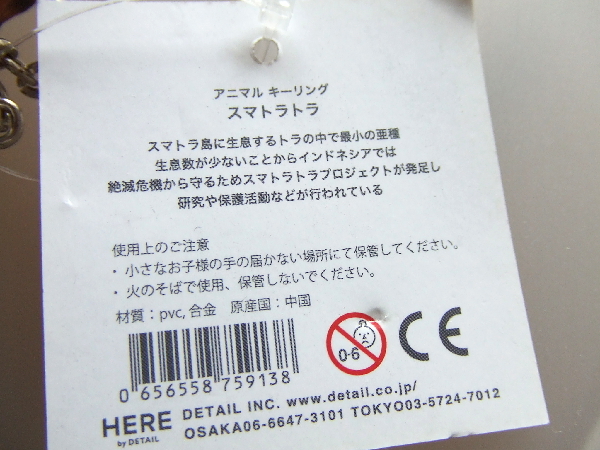 アニマル キーリング
スマトラトラ
スマトラ島に生息するトラの中で最小の亜種
生息数が少ないことからインドネシアでは
絶滅危機から守るためスマトラトラプロジェクトが発足し
研究や保護活動などが行われている
使用上のご注意
・小さなお子様の手の届かない場所にて保管してください。
・火のそばで使用、保管しないでください。
材質：pvc, 合金　原産国：中国
0-6
CE
0 656558 759138
HERE
by DETAIL
DETAIL INC. www.detail.co.jp/
OSAKA06-6647-3101 TOKYO03-5724-7012